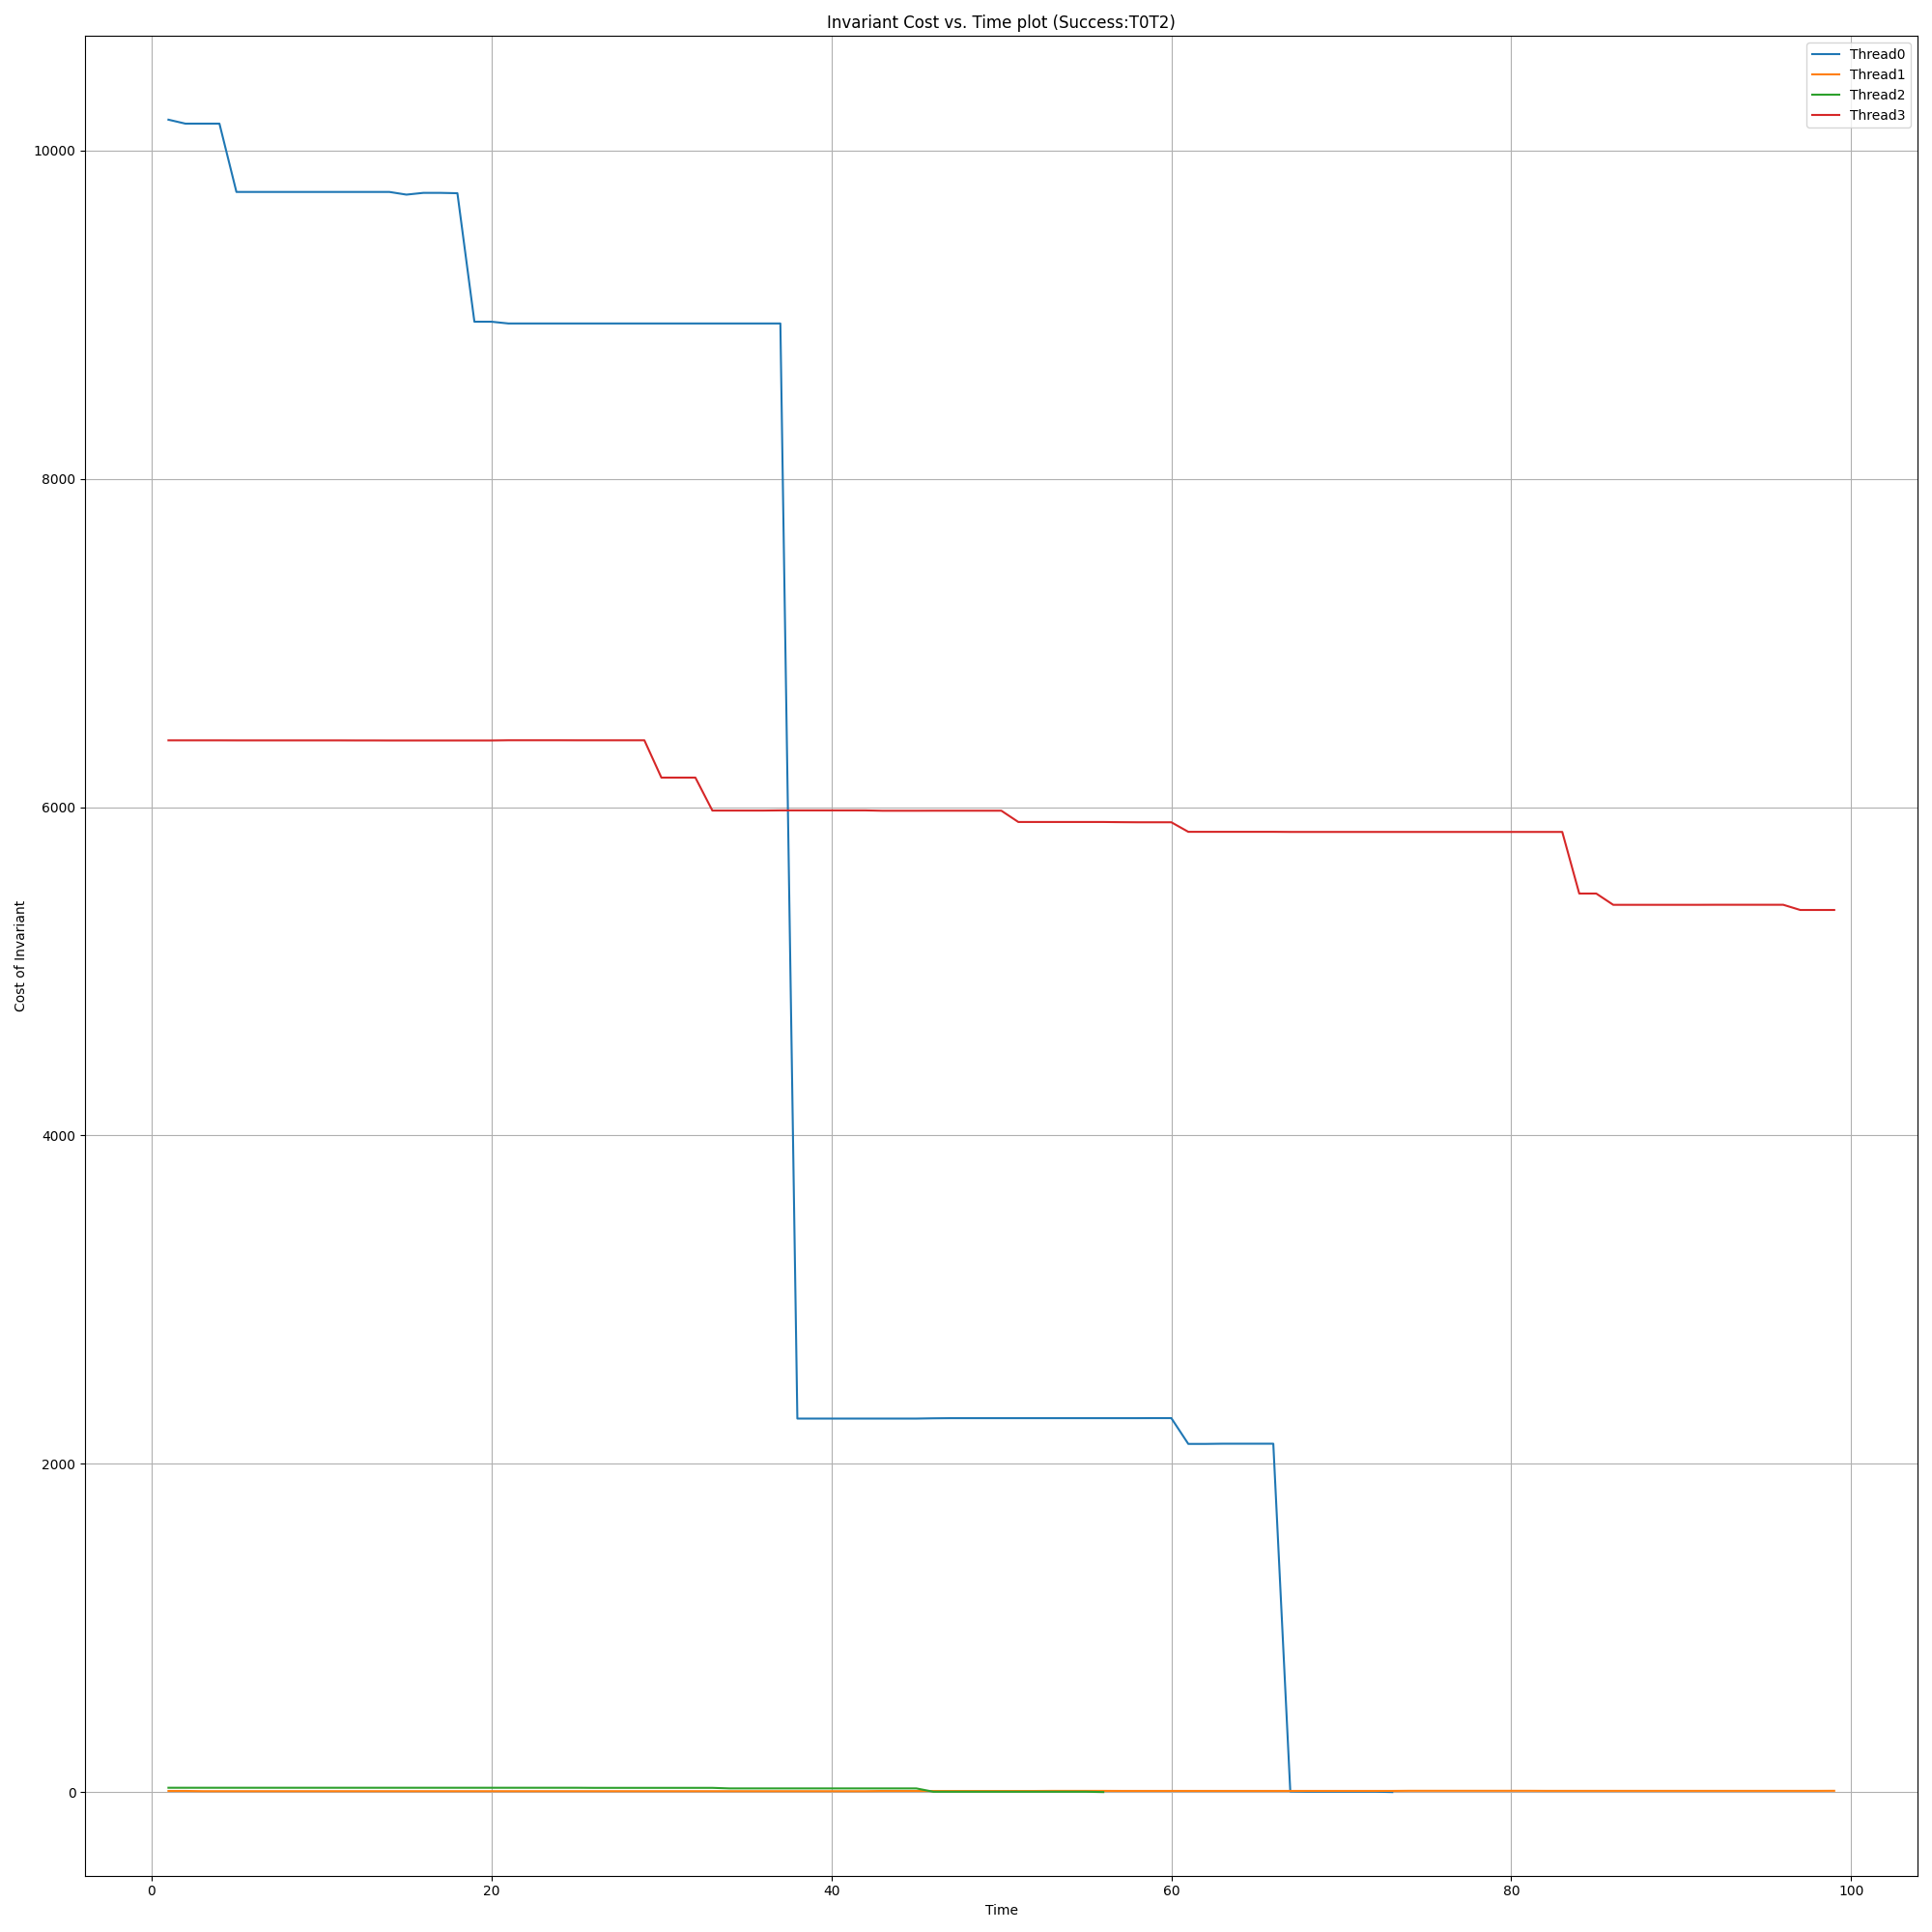 Invariant Cost vs. Time plot (Success:T0T2)
Thread0
Thread1
Thread2
Thread3
10000
8000
6000
4000
2000
0
Cost of Invariant
0 20 40 60 80 100
Time